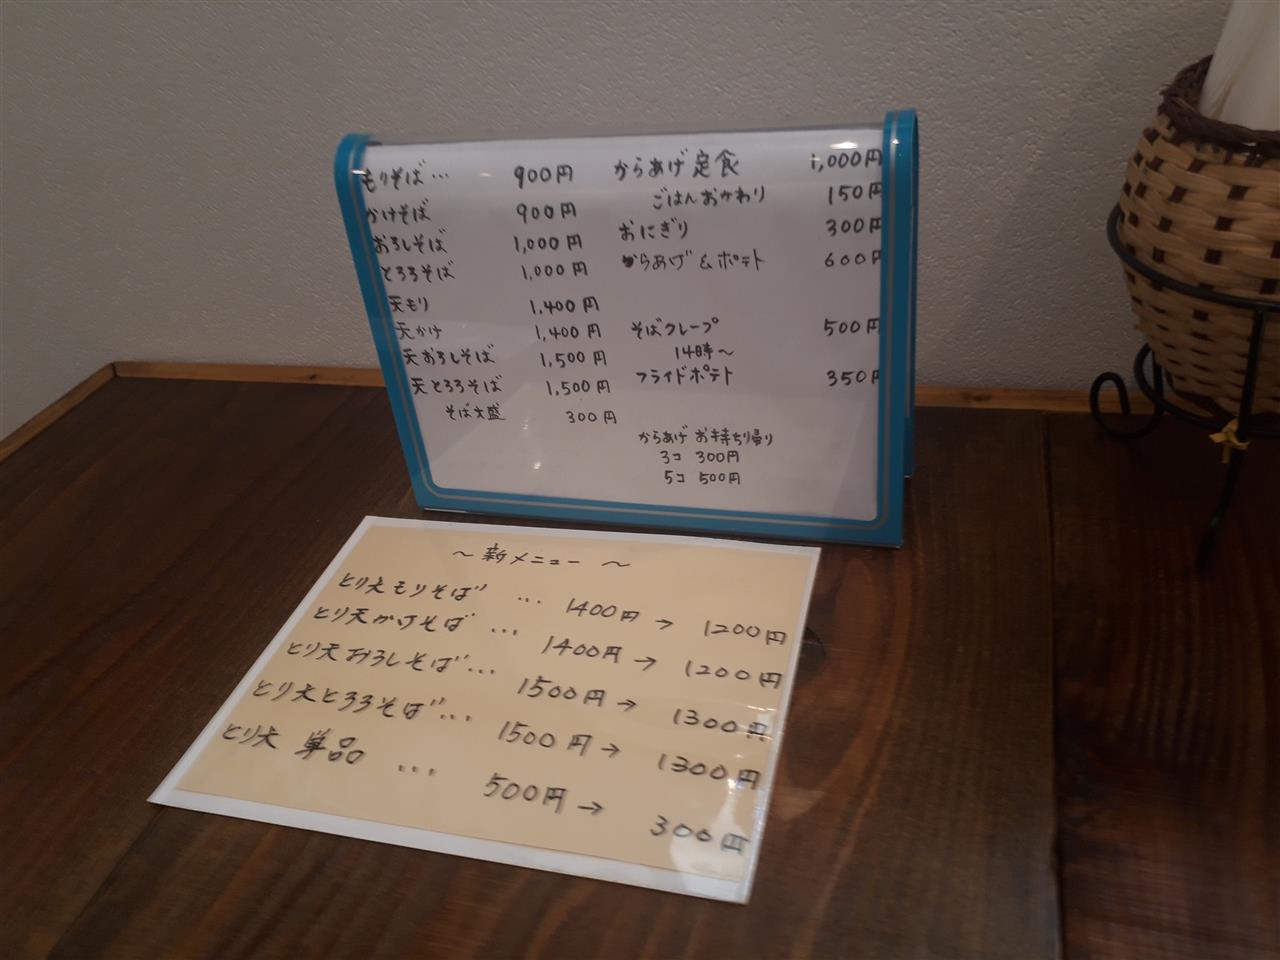 もりそば… 900円
かけそば 900円
おろしそば 1,000円
とろろそば 1,000円
天もり 1,400円
天かけ 1,400円
天おろしそば 1,500円
天とろろそば 1,500円
そば大盛 300円
からあげ定食 1,000円
ごはんおかわり 150円
おにぎり 300円
からあげ&ポテト 600円
そばクレープ 500円
14時〜
フライドポテト 350円
からあげ お持ち帰り
3コ 300円
5コ 500円
〜新メニュー〜
とり天もりそば … 1400円→ 1200円
とり天かけそば … 1400円→ 1200円
とり天おろしそば… 1500円→ 1300円
とり天とろろそば… 1500円→ 1300円
とり天 単品 … 500円→ 300円